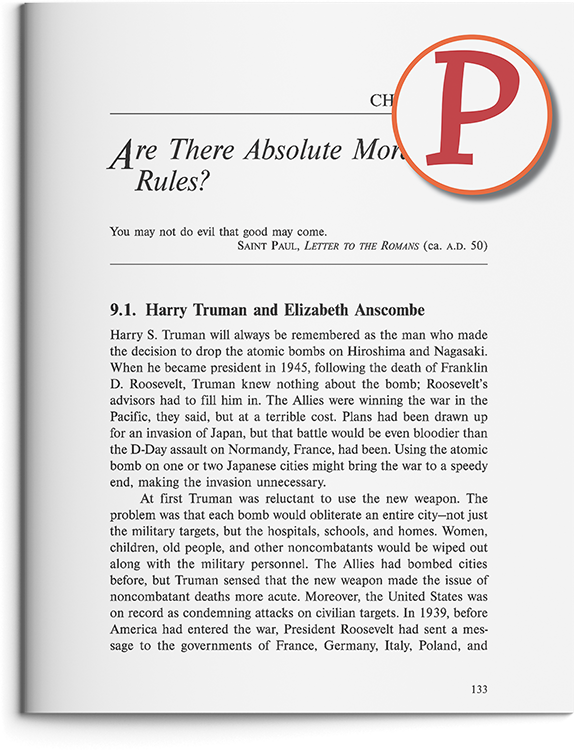 P
CH
Are There Absolute Mor
Rules?
You may not do evil that good may come.
SAINT PAUL, LETTER TO THE ROMANS (ca. A.D. 50)
9.1. Harry Truman and Elizabeth Anscombe
Harry S. Truman will always be remembered as the man who made
the decision to drop the atomic bombs on Hiroshima and Nagasaki.
When he became president in 1945, following the death of Franklin
D. Roosevelt, Truman knew nothing about the bomb; Roosevelt's
advisors had to fill him in. The Allies were winning the war in the
Pacific, they said, but at a terrible cost. Plans had been drawn up
for an invasion of Japan, but that battle would be even bloodier than
the D-Day assault on Normandy, France, had been. Using the atomic
bomb on one or two Japanese cities might bring the war to a speedy
end, making the invasion unnecessary.
At first Truman was reluctant to use the new weapon. The
problem was that each bomb would obliterate an entire city—not just
the military targets, but the hospitals, schools, and homes. Women,
children, old people, and other noncombatants would be wiped out
along with the military personnel. The Allies had bombed cities
before, but Truman sensed that the new weapon made the issue of
noncombatant deaths more acute. Moreover, the United States was
on record as condemning attacks on civilian targets. In 1939, before
America had entered the war, President Roosevelt had sent a mes-
sage to the governments of France, Germany, Italy, Poland, and
133